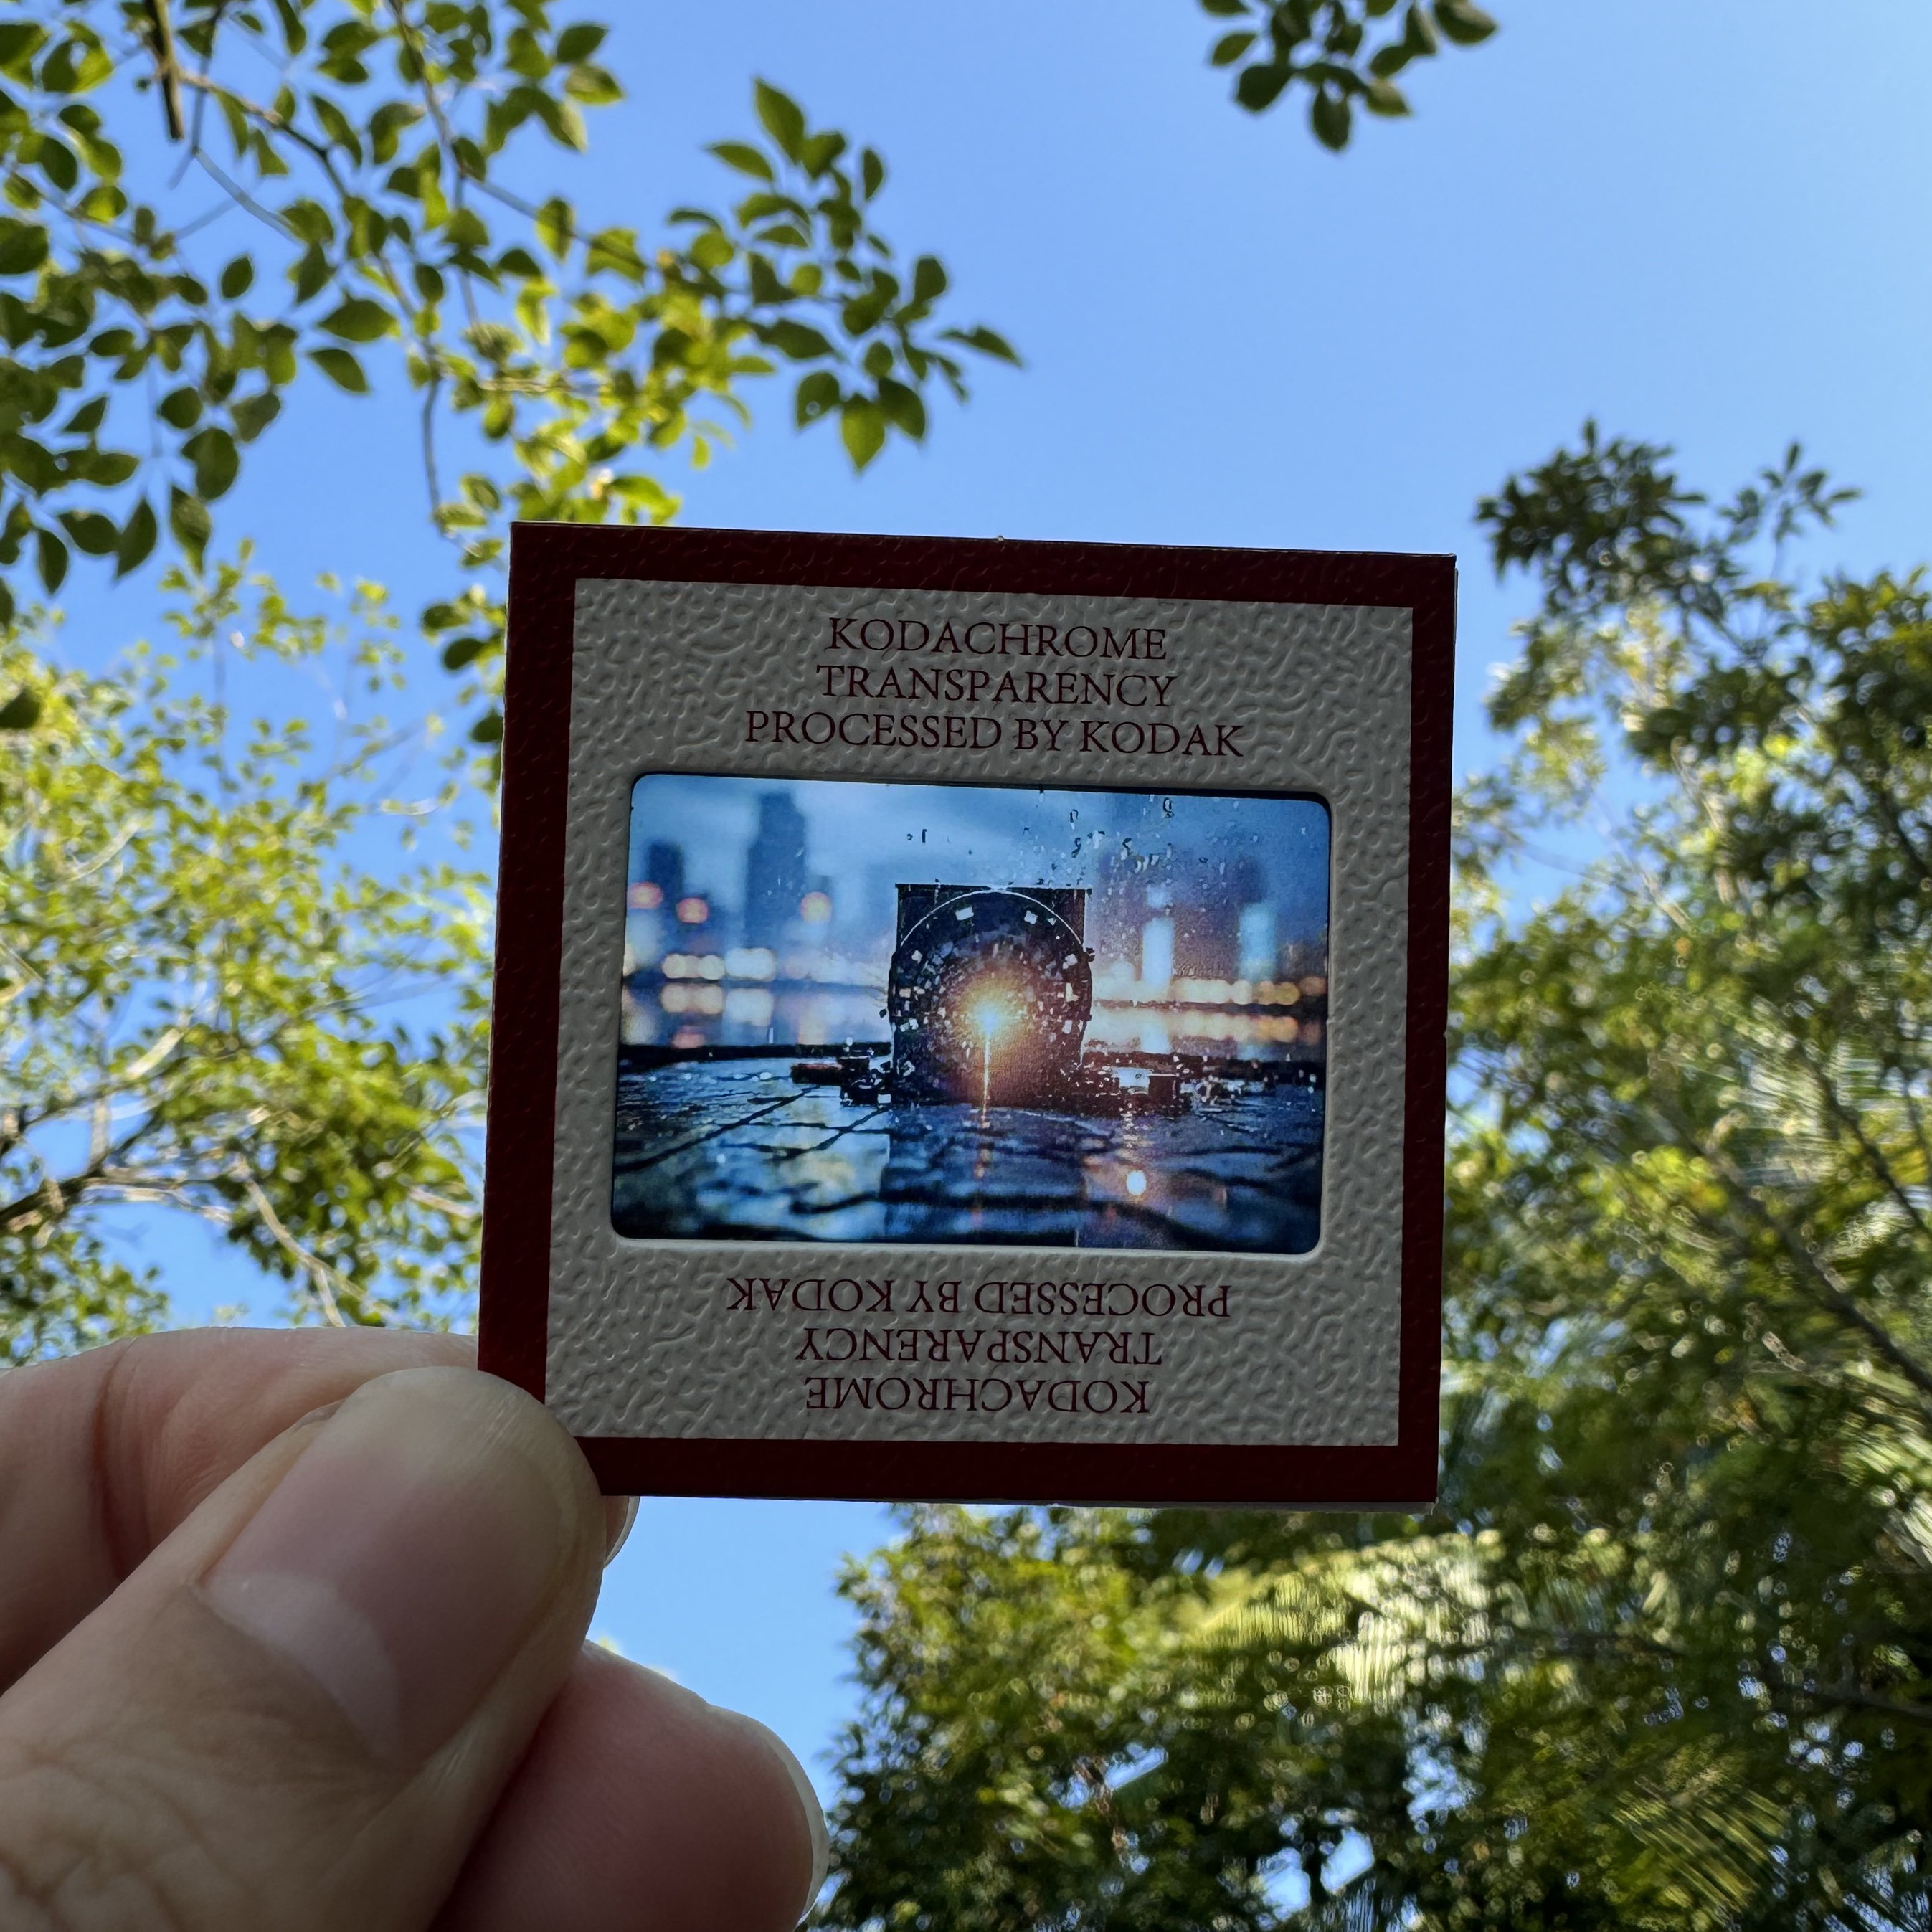 KODACHROME
TRANSPARENCY
PROCESSED BY KODAK
KODACHROME
TRANSPARENCY
PROCESSED BY KODAK